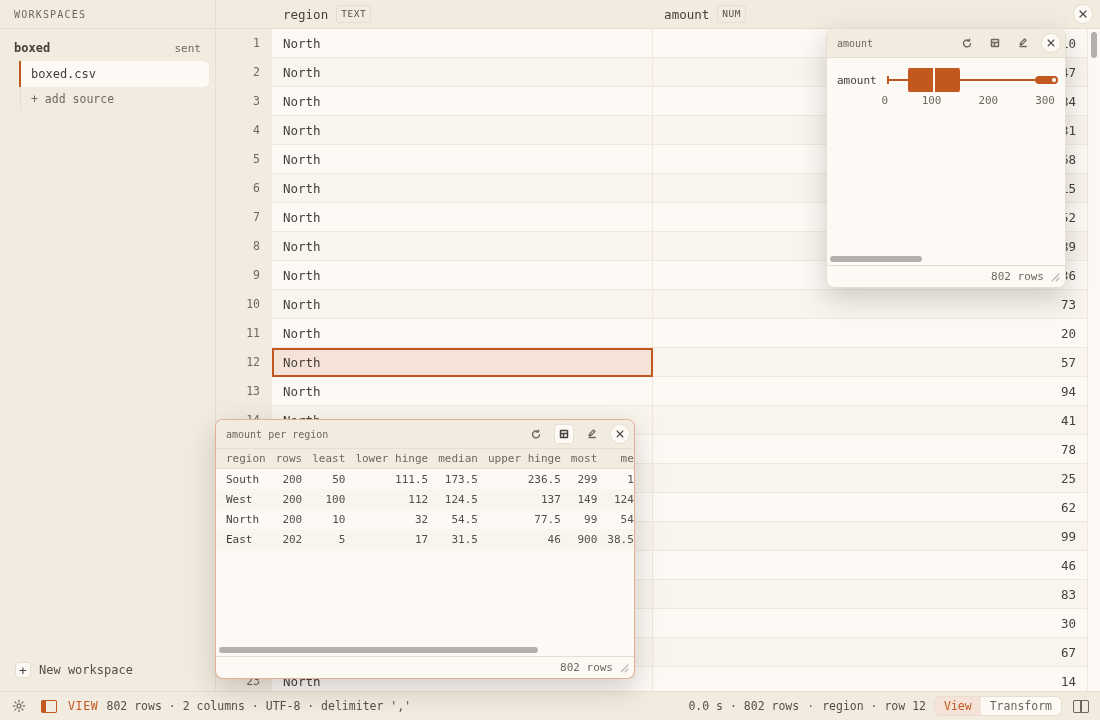 WORKSPACES
boxed sent
boxed.csv
+ add source
+ New workspace
region TEXT amount NUM
1 North
2 North
3 North
4 North
5 North
6 North
7 North
8 North
9 North
10 North 73
11 North 20
12 North 57
13 North 94
41
78
25
62
99
46
83
30
67
23 North 14
amount
amount
0 100 200 300
802 rows
amount per region
region rows least lower hinge median upper hinge most me
South 200 50 111.5 173.5 236.5 299 1
West 200 100 112 124.5 137 149 124
North 200 10 32 54.5 77.5 99 54
East 202 5 17 31.5 46 900 38.5
802 rows
VIEW 802 rows · 2 columns · UTF-8 · delimiter ','
0.0 s · 802 rows · region · row 12 View Transform